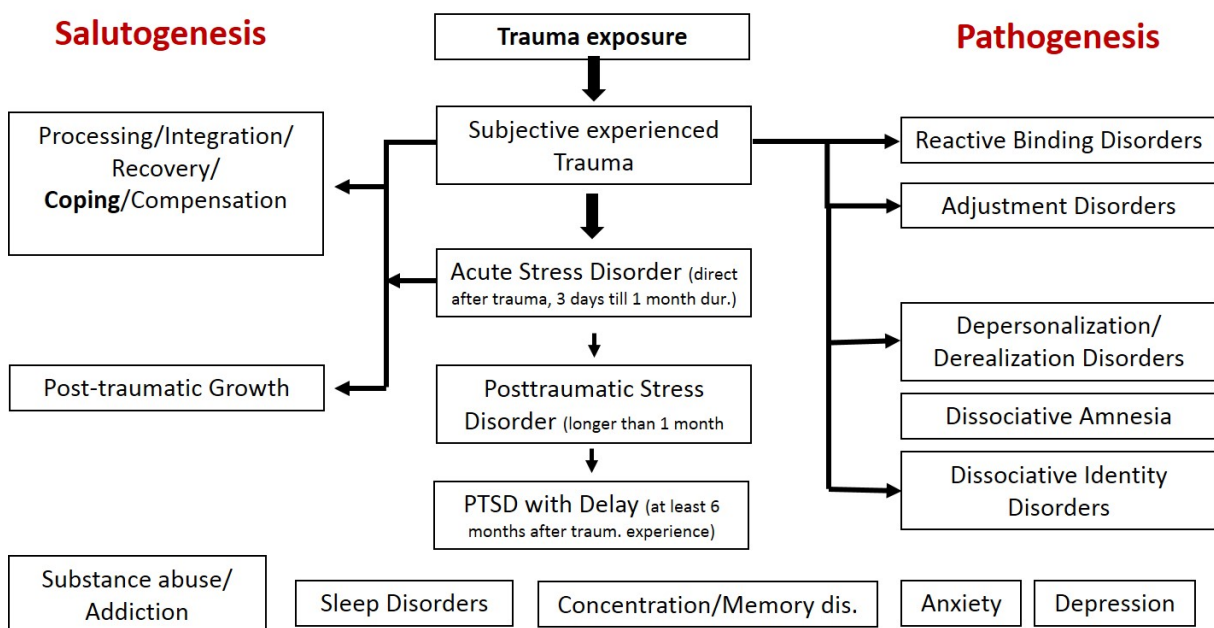 Salutogenesis
Trauma exposure
Pathogenesis
Processing/Integration/
Recovery/
Coping/Compensation
Subjective experienced
Trauma
Reactive Binding Disorders
Adjustment Disorders
Acute Stress Disorder (direct
after trauma, 3 days till 1 month dur.)
Depersonalization/
Derealization Disorders
Post-traumatic Growth
Posttraumatic Stress
Disorder (longer than 1 month
Dissociative Amnesia
Dissociative Identity
Disorders
PTSD with Delay (at least 6
months after traum. experience)
Substance abuse/
Addiction
Sleep Disorders
Concentration/Memory dis.
Anxiety
Depression